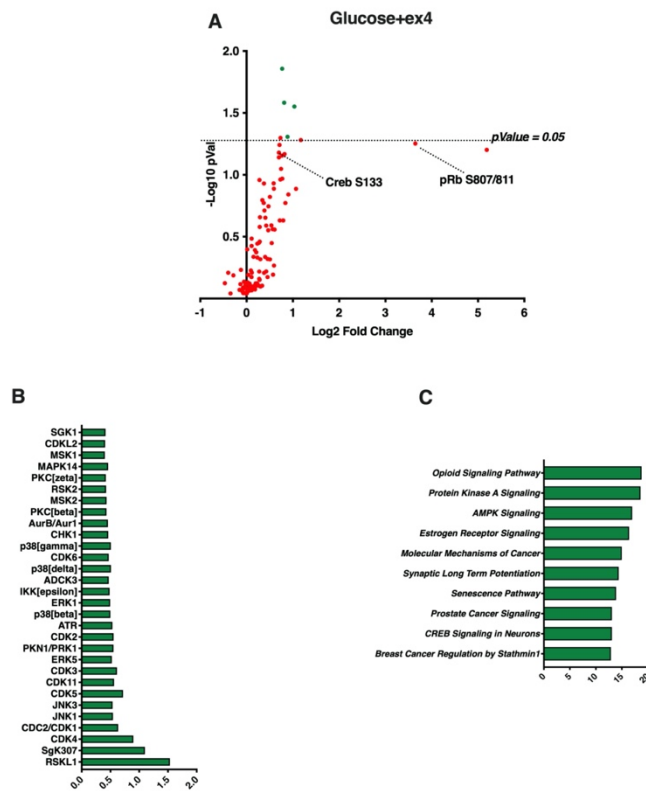 A
Glucose+ex4
2.0
1.5
1.0
0.5
-Log10 pVal
pValue = 0.05
Creb S133
pRb S807/811
-1 0 1 2 3 4 5 6
Log2 Fold Change
B
SGK1
CDKL2
MSK1
MAPK14
PKC[zeta]
RSK2
MSK2
PKC[beta]
AurB/Aur1
CHK1
p38[gamma]
CDK6
p38[delta]
ADCK3
IKK[epsilon]
ERK1
p38[beta]
ATR
CDK2
PKN1/PRK1
ERK5
CDK3
CDK11
CDK5
JNK3
JNK1
CDC2/CDK1
CDK4
SgK307
RSKL1
0.0 0.5 1.0 1.5 2.0
C
Opioid Signaling Pathway
Protein Kinase A Signaling
AMPK Signaling
Estrogen Receptor Signaling
Molecular Mechanisms of Cancer
Synaptic Long Term Potentiation
Senescence Pathway
Prostate Cancer Signaling
CREB Signaling in Neurons
Breast Cancer Regulation by Stathmin1
0 5 10 15 20